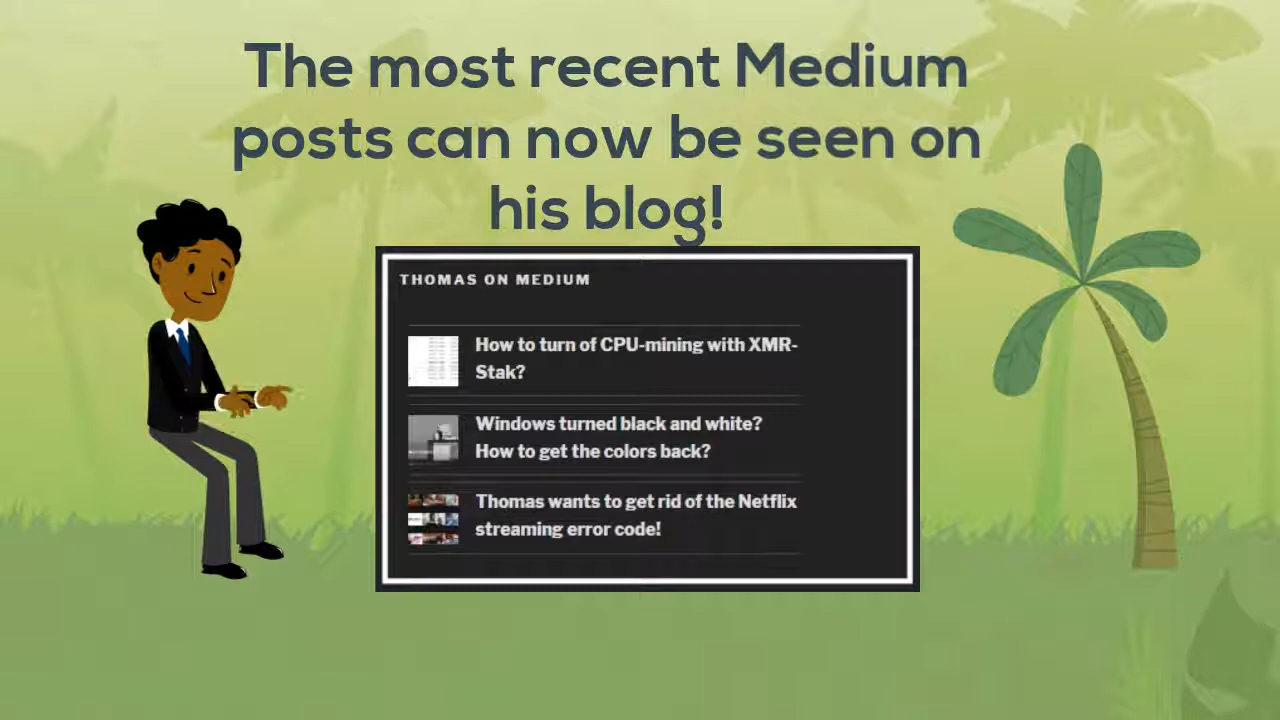 The most recent Medium
posts can now be seen on
his blog!
THOMAS ON MEDIUM
How to turn of CPU-mining with XMR-
Stak?
Windows turned black and white?
How to get the colors back?
Thomas wants to get rid of the Netflix
streaming error code!